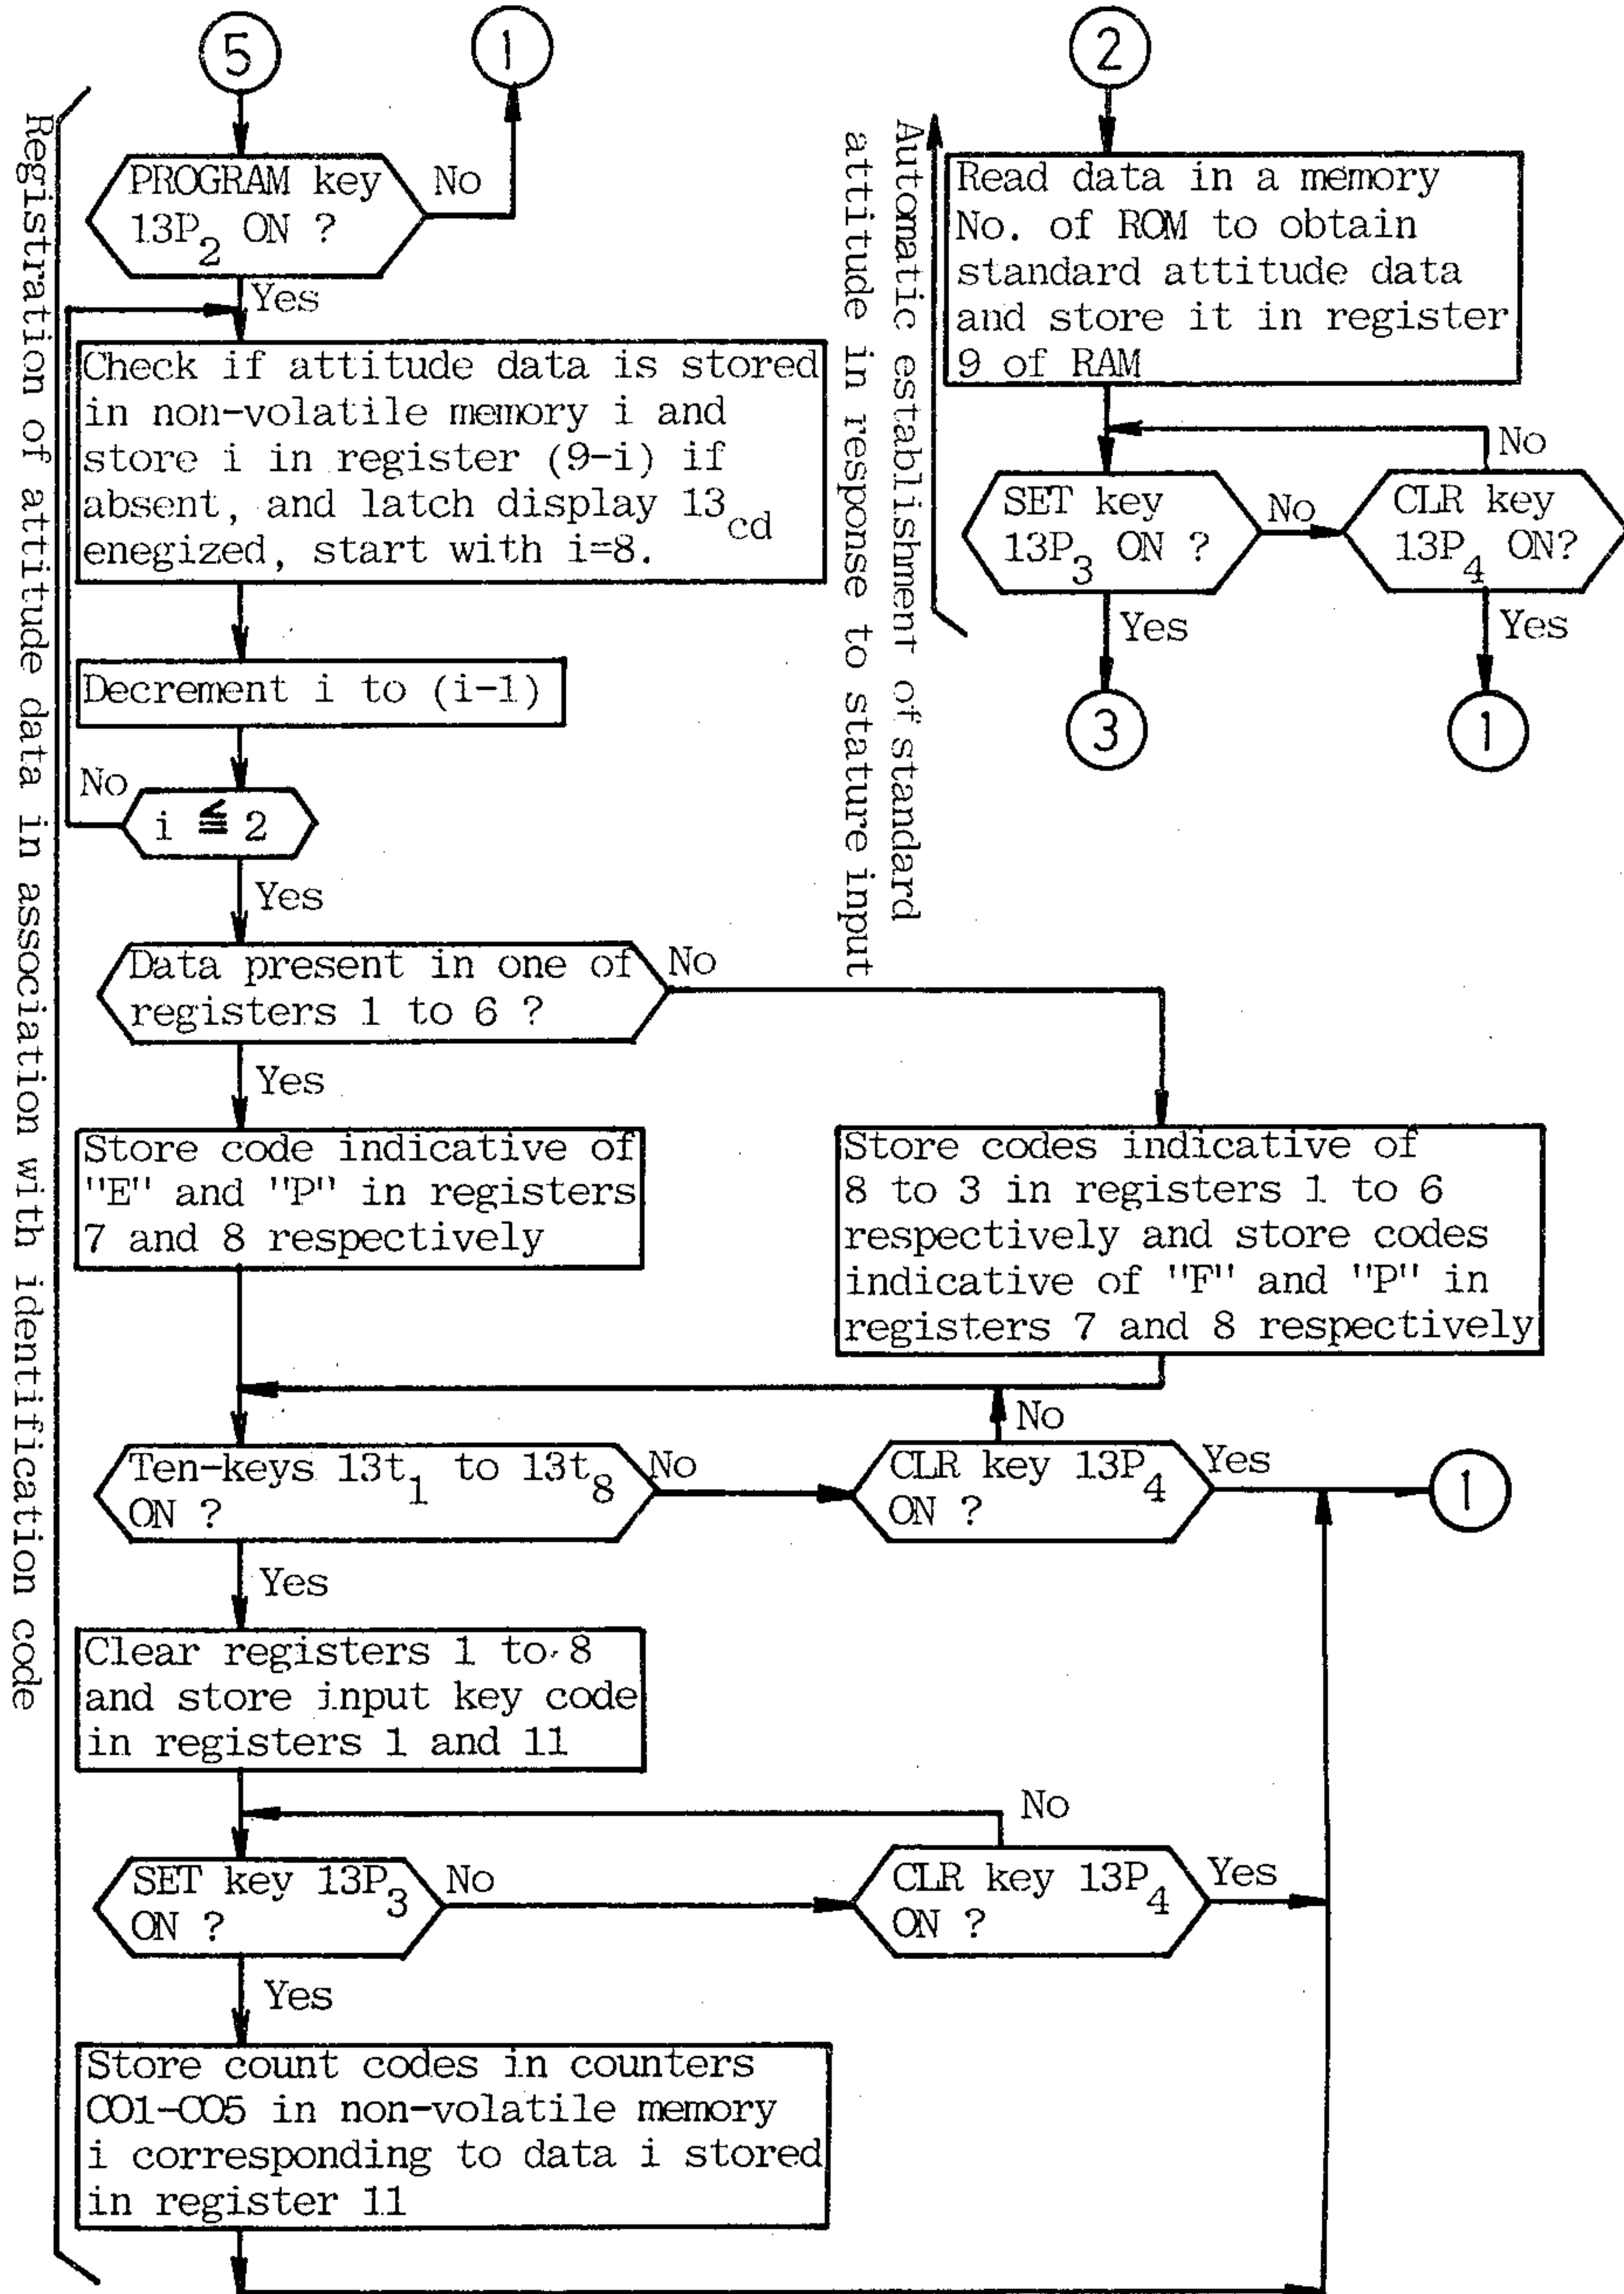 5
1
PROGRAM key
13P2 ON ?
No
Yes
Check if attitude data is stored
in non-volatile memory i and
store i in register (9-i) if
absent, and latch display 13cd
enegized, start with i=8.
Decrement i to (i-1)
No
i ≦ 2
Yes
Data present in one of
registers 1 to 6 ?
No
Yes
Store code indicative of
"E" and "P" in registers
7 and 8 respectively
Store codes indicative of
8 to 3 in registers 1 to 6
respectively and store codes
indicative of "F" and "P" in
registers 7 and 8 respectively
Ten-keys 13t1 to 13t8
ON ?
No
No
CLR key 13P4
ON ?
Yes
1
Yes
Clear registers 1 to 8
and store input key code
in registers 1 and 11
SET key 13P3
ON ?
No
No
CLR key 13P4
ON ?
Yes
Yes
Store count codes in counters
CO1-CO5 in non-volatile memory
i corresponding to data i stored
in register 11
Registration of attitude data in association with identification code
2
Read data in a memory
No. of ROM to obtain
standard attitude data
and store it in register
9 of RAM
SET key
13P3 ON ?
No
No
CLR key
13P4 ON?
Yes
3
Yes
1
Automatic establishment of standard
attitude in response to stature input